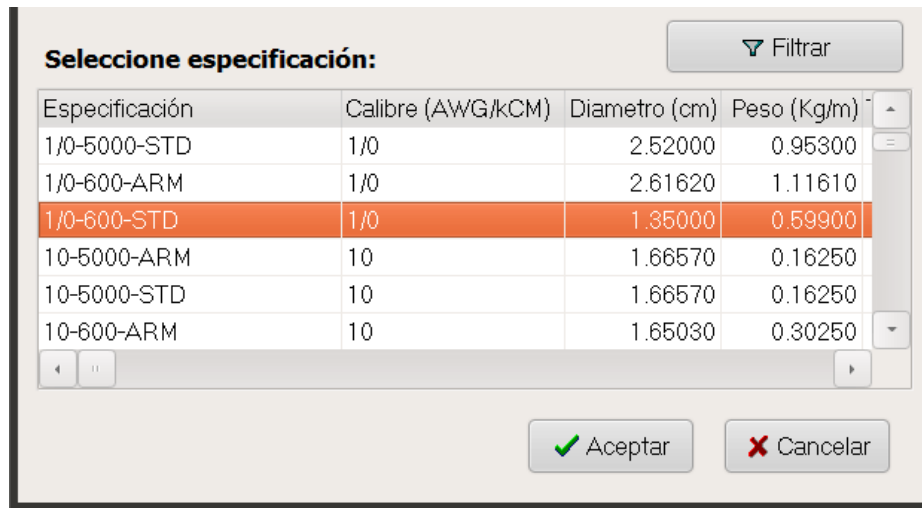 Filtrar
Seleccione especificación:
Especificación Calibre (AWG/kCM) Diametro (cm) Peso (Kg/m)
1/0-5000-STD 1/0 2.52000 0.95300
1/0-600-ARM 1/0 2.61620 1.11610
1/0-600-STD 1/0 1.35000 0.59900
10-5000-ARM 10 1.66570 0.16250
10-5000-STD 10 1.66570 0.16250
10-600-ARM 10 1.65030 0.30250
Aceptar Cancelar